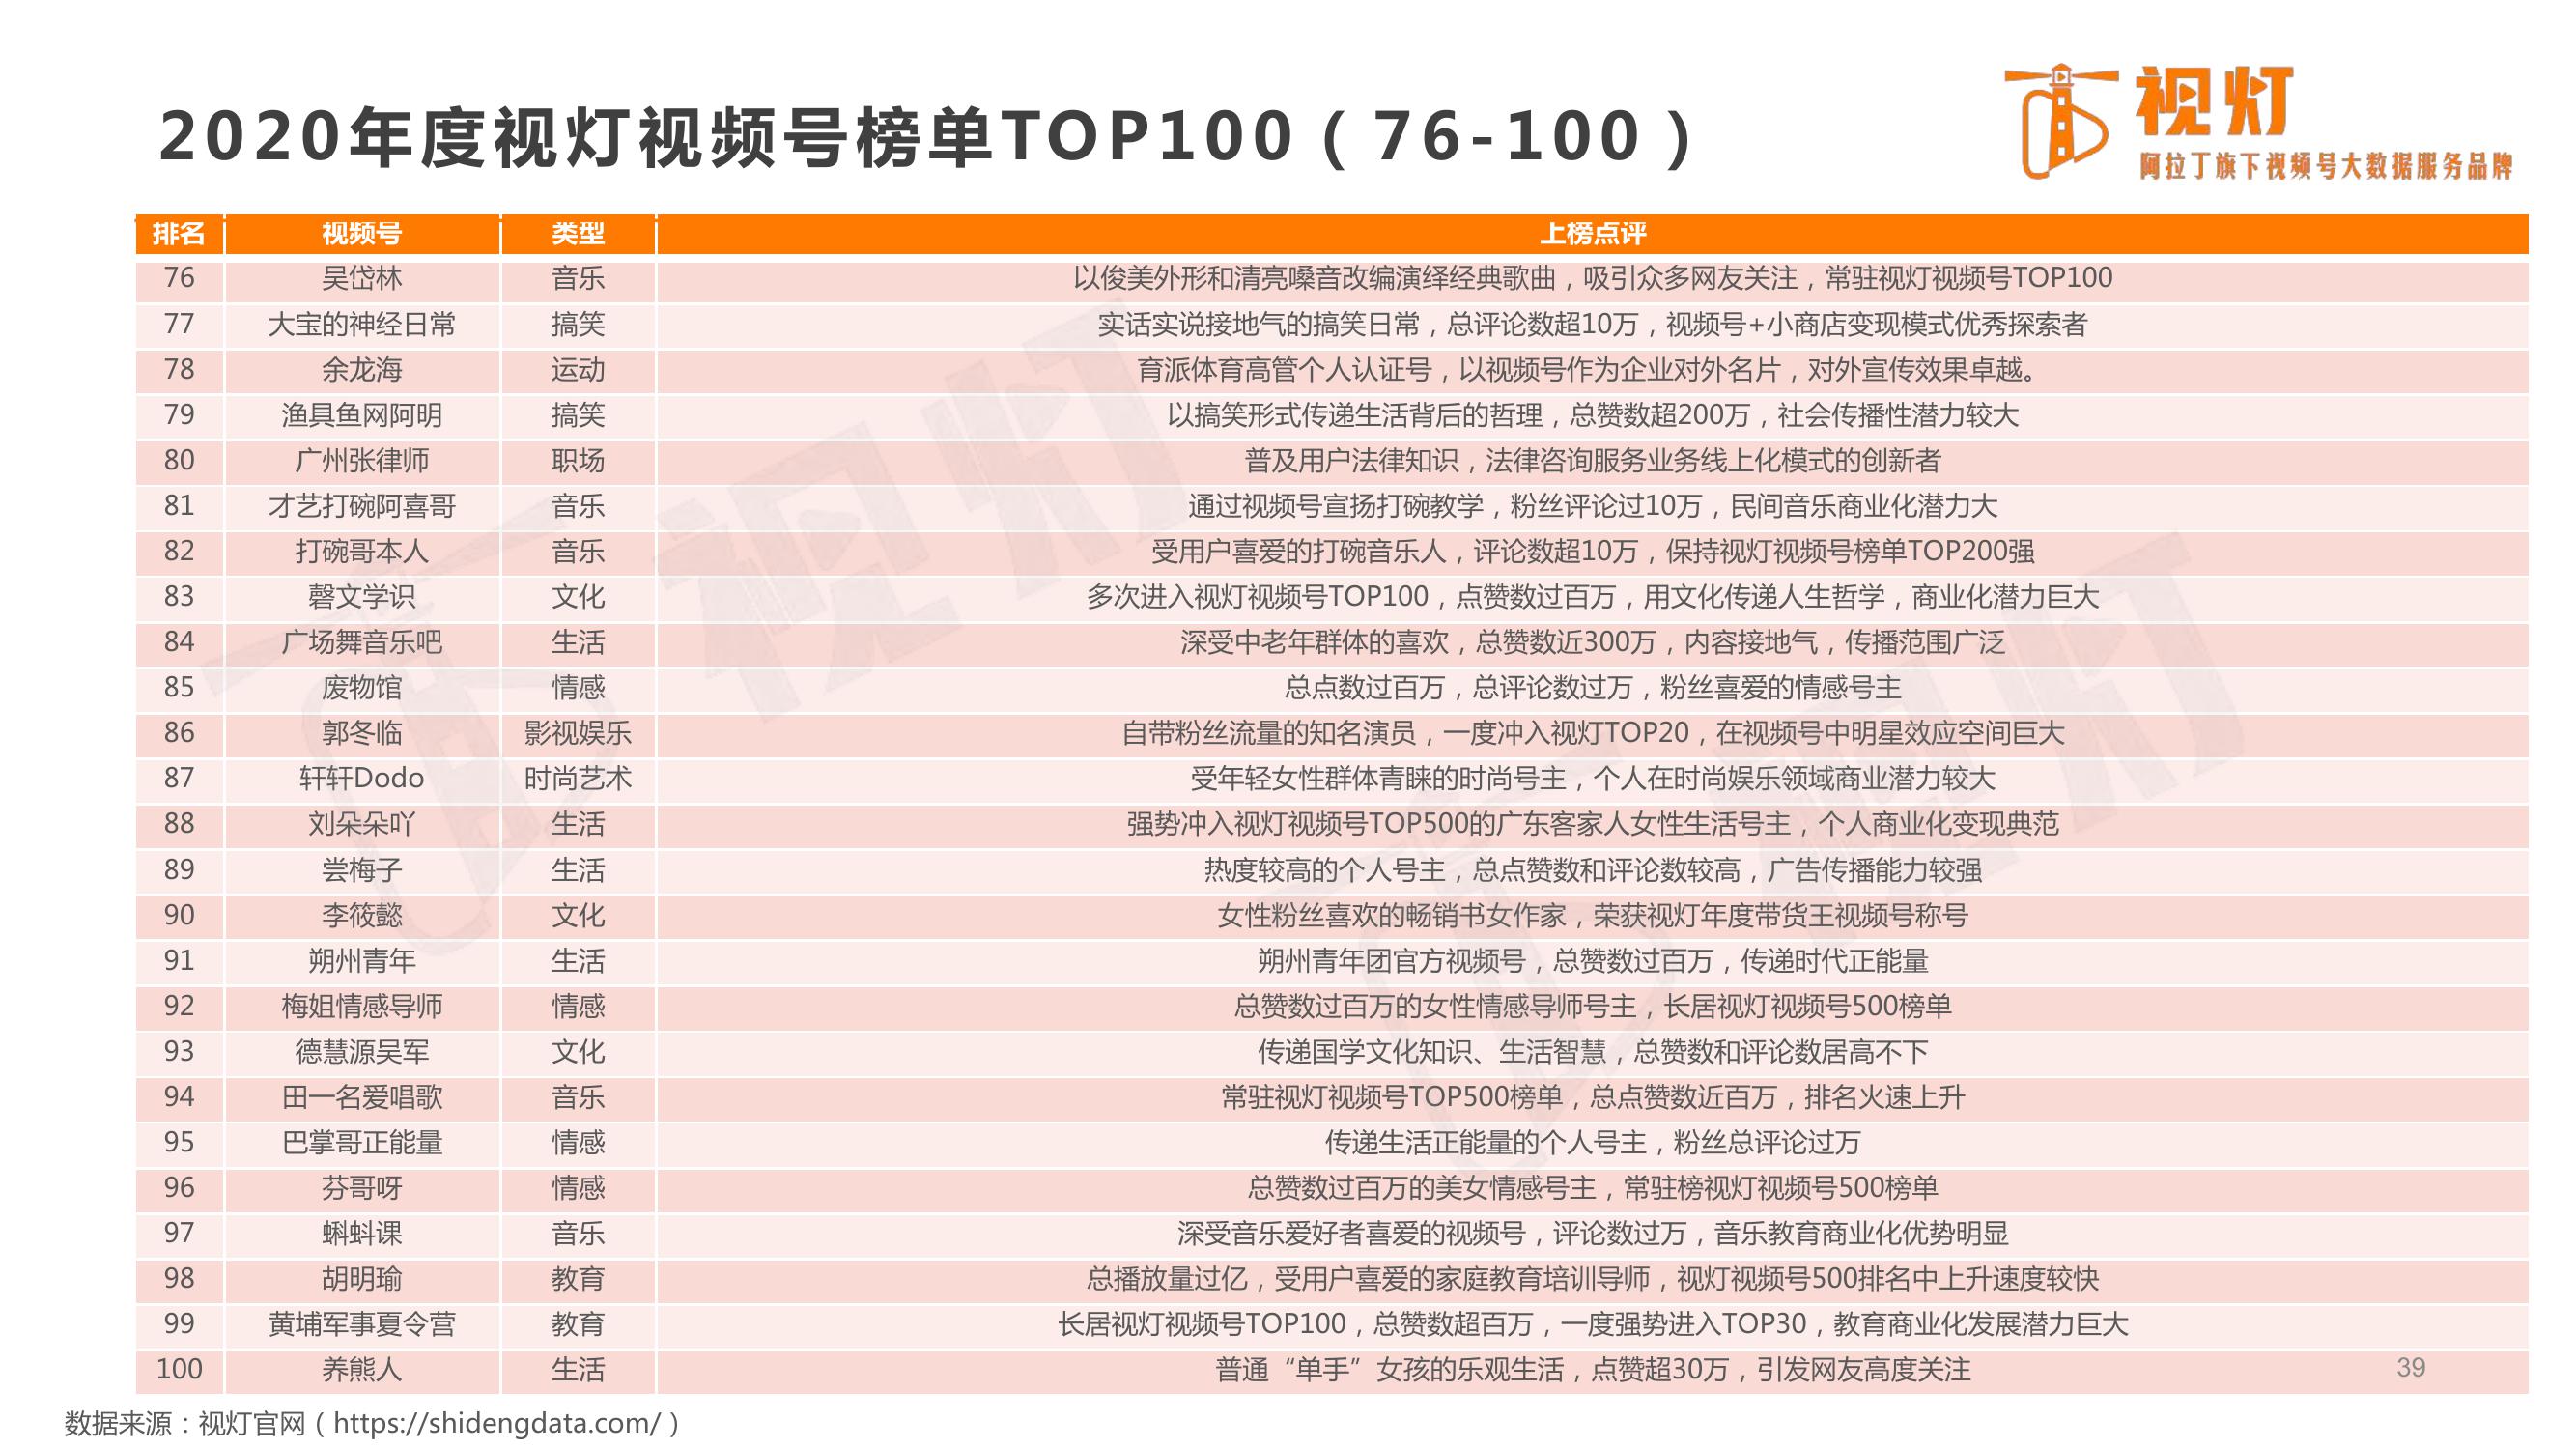 2020年度视灯视频号榜单TOP100（76-100）
视灯
阿拉丁旗下视频号大数据服务品牌
排名 视频号 类型 上榜点评
76 吴岱林 音乐 以俊美外形和清亮嗓音改编演绎经典歌曲，吸引众多网友关注，常驻视灯视频号TOP100
77 大宝的神经日常 搞笑 实话实说接地气的搞笑日常，总评论数超10万，视频号+小商店变现模式优秀探索者
78 余龙海 运动 育派体育高管个人认证号，以视频号作为企业对外名片，对外宣传效果卓越。
79 渔具鱼网阿明 搞笑 以搞笑形式传递生活背后的哲理，总赞数超200万，社会传播性潜力较大
80 广州张律师 职场 普及用户法律知识，法律咨询服务业务线上化模式的创新者
81 才艺打碗阿喜哥 音乐 通过视频号宣扬打碗教学，粉丝评论过10万，民间音乐商业化潜力大
82 打碗哥本人 音乐 受用户喜爱的打碗音乐人，评论数超10万，保持视灯视频号榜单TOP200强
83 磬文学识 文化 多次进入视灯视频号TOP100，点赞数过百万，用文化传递人生哲学，商业化潜力巨大
84 广场舞音乐吧 生活 深受中老年群体的喜欢，总赞数近300万，内容接地气，传播范围广泛
85 废物馆 情感 总点数过百万，总评论数过万，粉丝喜爱的情感号主
86 郭冬临 影视娱乐 自带粉丝流量的知名演员，一度冲入视灯TOP20，在视频号中明星效应空间巨大
87 轩轩Dodo 时尚艺术 受年轻女性群体青睐的时尚号主，个人在时尚娱乐领域商业潜力较大
88 刘朵朵吖 生活 强势冲入视灯视频号TOP500的广东客家人女性生活号主，个人商业化变现典范
89 尝梅子 生活 热度较高的个人号主，总点赞数和评论数较高，广告传播能力较强
90 李筱懿 文化 女性粉丝喜欢的畅销书女作家，荣获视灯年度带货王视频号称号
91 朔州青年 生活 朔州青年团官方视频号，总赞数过百万，传递时代正能量
92 梅姐情感导师 情感 总赞数过百万的女性情感导师号主，长居视灯视频号500榜单
93 德慧源吴军 文化 传递国学文化知识、生活智慧，总赞数和评论数居高不下
94 田一名爱唱歌 音乐 常驻视灯视频号TOP500榜单，总点赞数近百万，排名火速上升
95 巴掌哥正能量 情感 传递生活正能量的个人号主，粉丝总评论过万
96 芬哥呀 情感 总赞数过百万的美女情感号主，常驻榜视灯视频号500榜单
97 蝌蚪课 音乐 深受音乐爱好者喜爱的视频号，评论数过万，音乐教育商业化优势明显
98 胡明瑜 教育 总播放量过亿，受用户喜爱的家庭教育培训导师，视灯视频号500排名中上升速度较快
99 黄埔军事夏令营 教育 长居视灯视频号TOP100，总赞数超百万，一度强势进入TOP30，教育商业化发展潜力巨大
100 养熊人 生活 普通“单手”女孩的乐观生活，点赞超30万，引发网友高度关注
39
数据来源：视灯官网（https://shidengdata.com/）